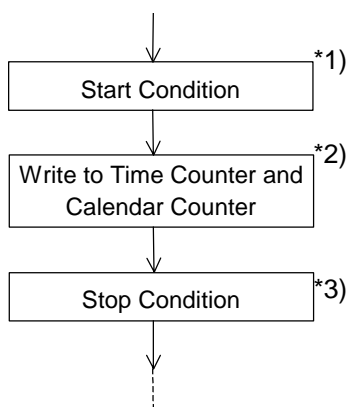 *1)
Start Condition
*2)
Write to Time Counter and
Calendar Counter
*3)
Stop Condition